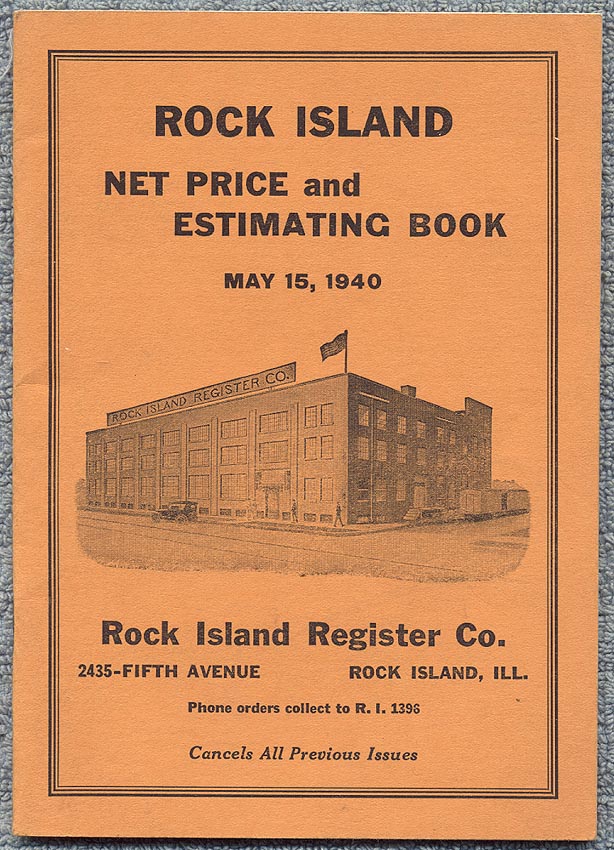 ROCK ISLAND
NET PRICE and
ESTIMATING BOOK
MAY 15, 1940
ROCK ISLAND REGISTER CO.
Rock Island Register Co.
2435-FIFTH AVENUE ROCK ISLAND, ILL.
Phone orders collect to R. I. 1396
Cancels All Previous Issues